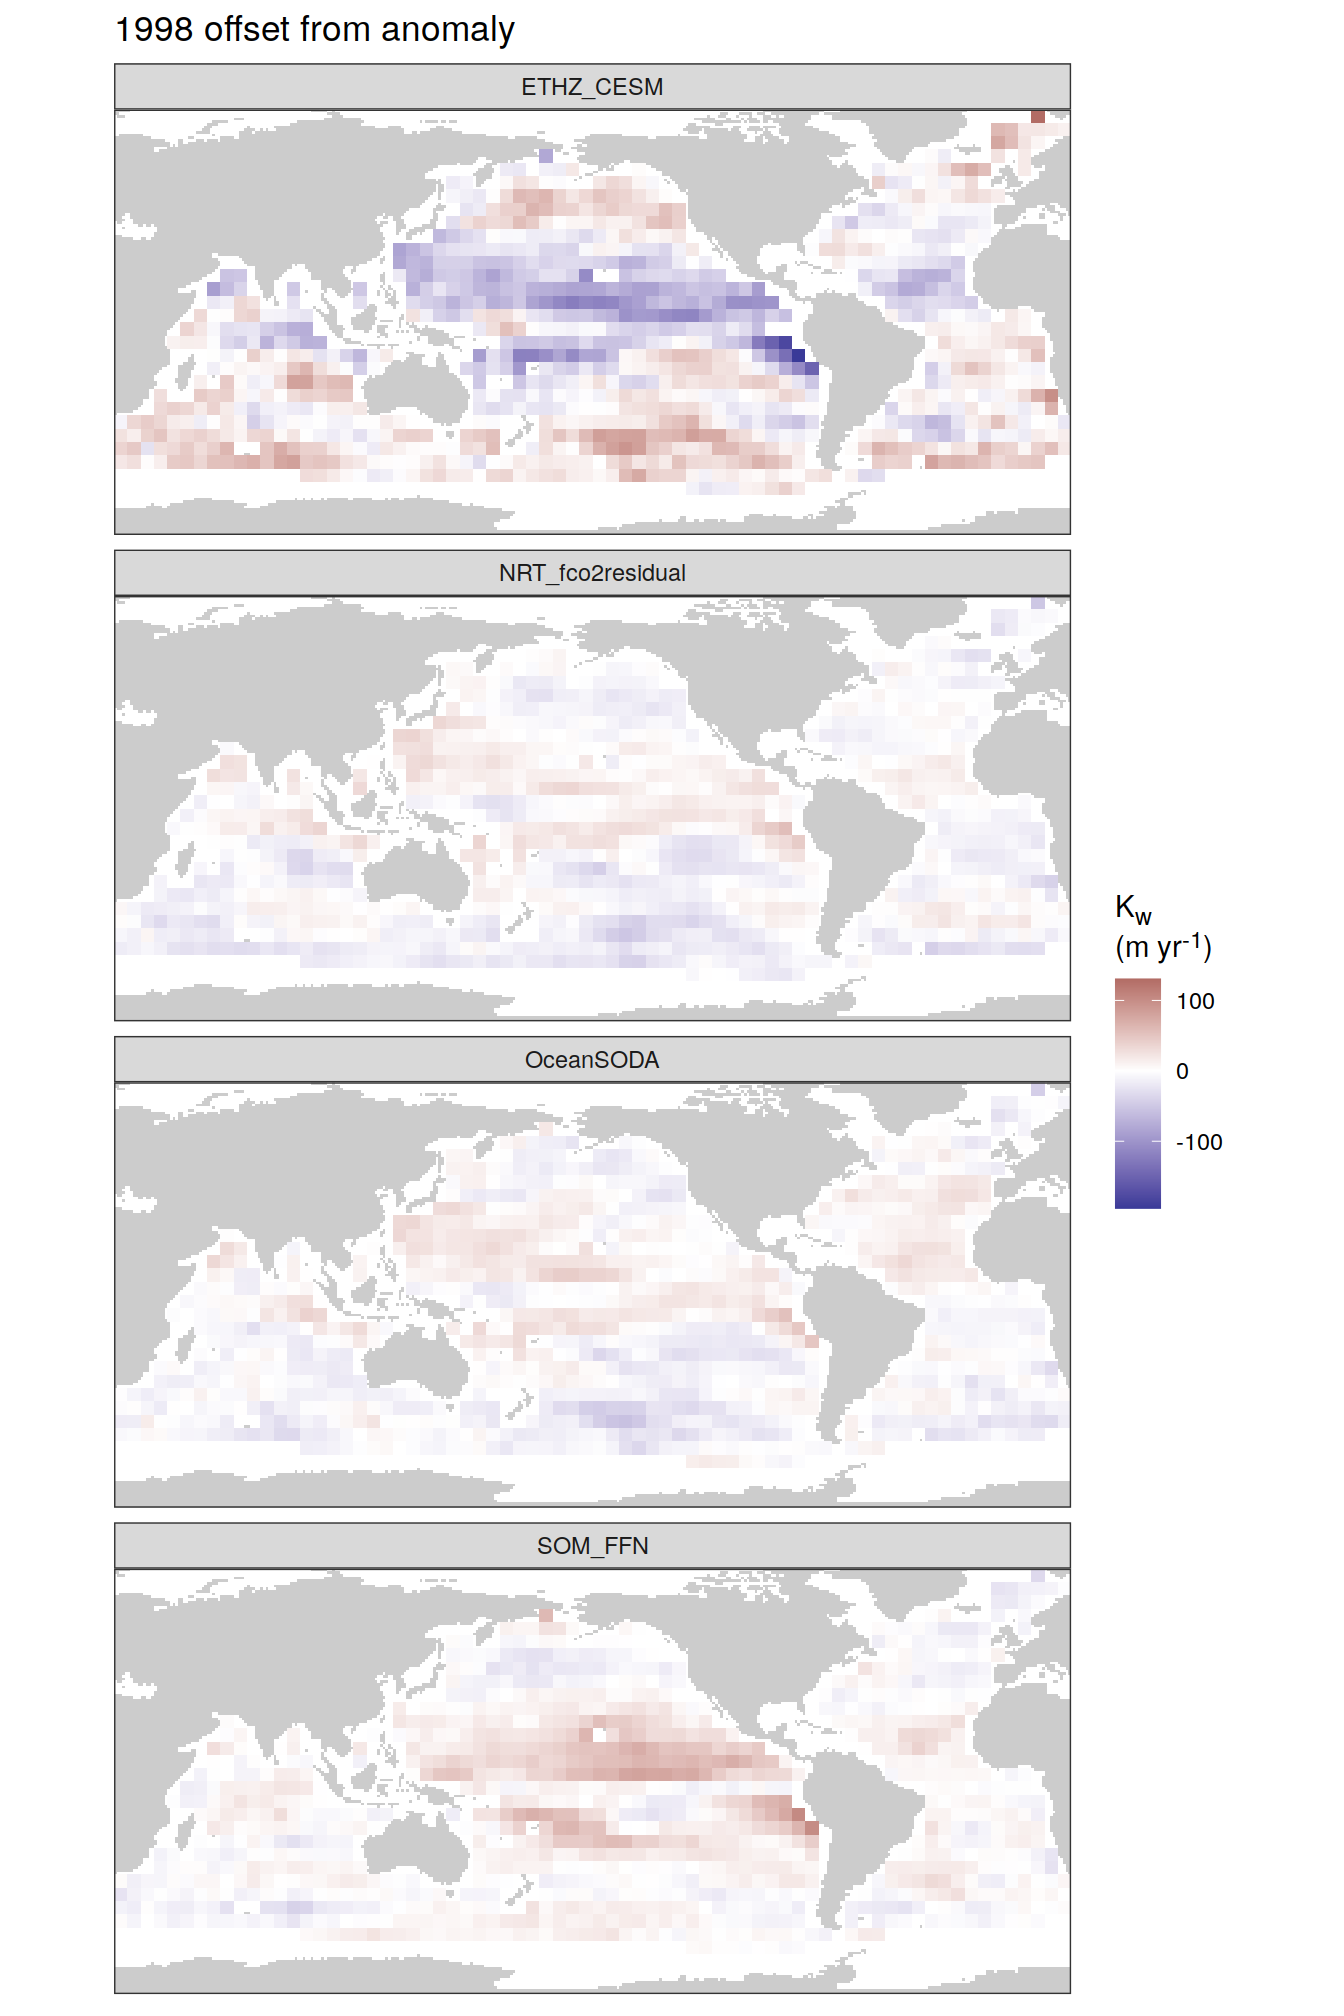 1998 offset from anomaly
ETHZ_CESM
NRT_fco2residual
OceanSODA
SOM_FFN
Kw
(m yr-1)
100
0
-100